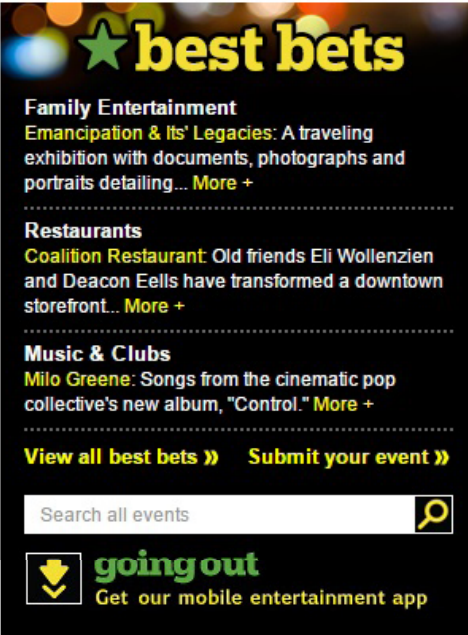 best bets
Family Entertainment
Emancipation & Its' Legacies: A traveling
exhibition with documents, photographs and
portraits detailing... More +
Restaurants
Coalition Restaurant: Old friends Eli Wollenzien
and Deacon Eells have transformed a downtown
storefront... More +
Music & Clubs
Milo Greene: Songs from the cinematic pop
collective's new album, "Control." More +
View all best bets » Submit your event »
Search all events
going out
Get our mobile entertainment app